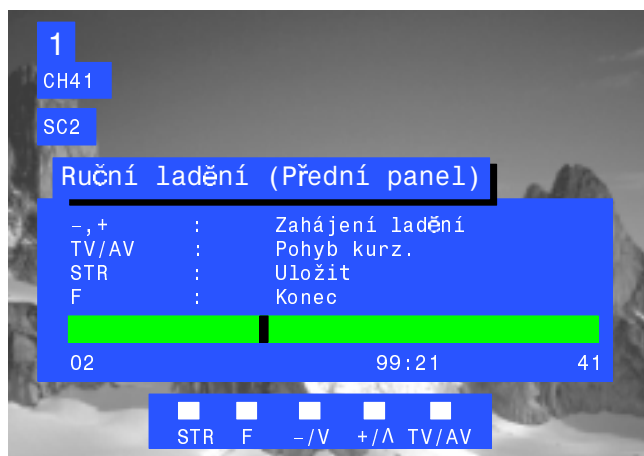 1
CH41
SC2
Ruční ladění (Přední panel)
–,+ : Zahájení ladění
TV/AV : Pohyb kurz.
STR : Uložit
F : Konec
02 99:21 41
STR F –/V +/Λ TV/AV